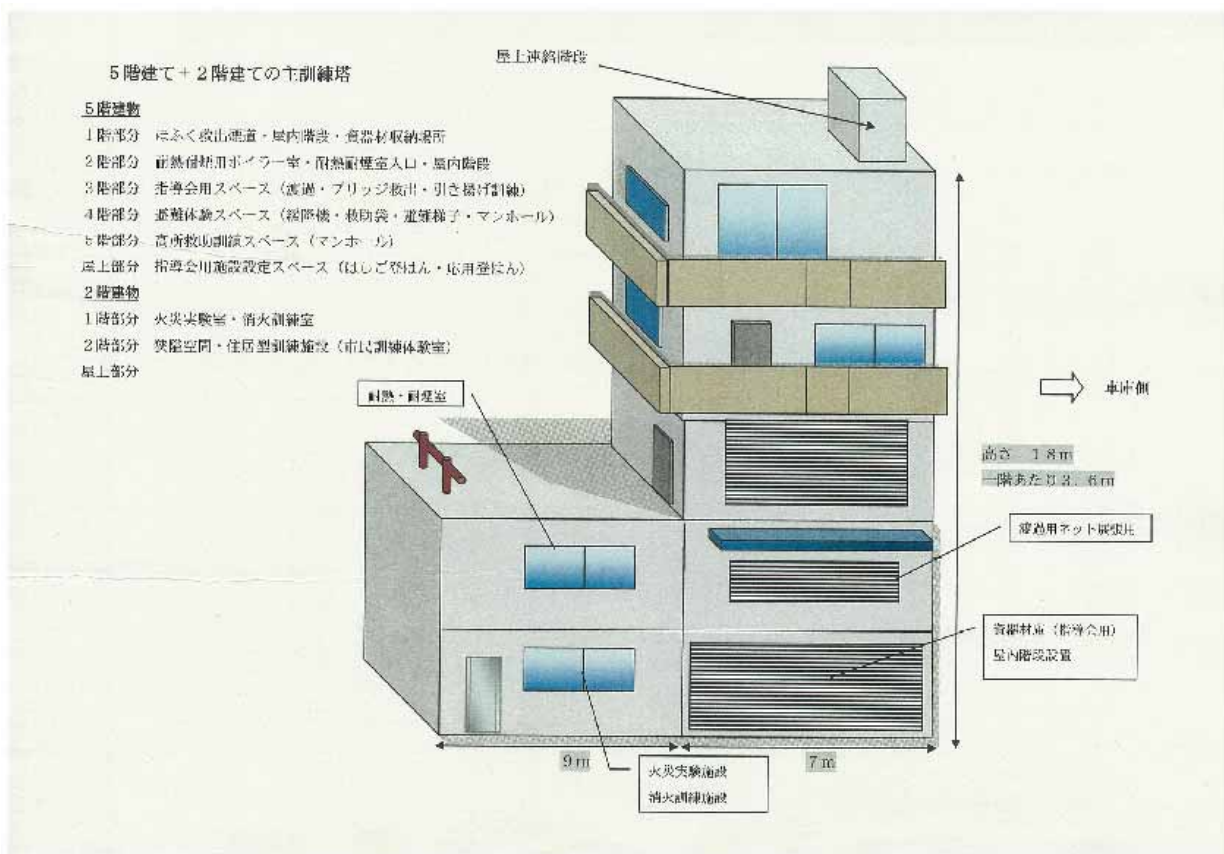 屋上連絡階段
5階建て+2階建ての主訓練塔
5階建物
1階部分 ほふく救出煙道・屋内階段・資器材収納場所
2階部分 耐熱耐煙用ボイラー室・耐熱耐煙室入口・屋内階段
3階部分 指導会用スペース(渡過・ブリッジ救出・引き揚げ訓練)
4階部分 避難体験スペース(緩降機・救助袋・避難梯子・マンホール)
5階部分 高所救助訓練スペース(マンホール)
屋上部分 指導会用施設設定スペース(はしご登はん・応用登はん)
2階建物
1階部分 火災実験室・消火訓練室
2階部分 狭隘空間・住居型訓練施設(市民訓練体験室)
屋上部分
耐熱・耐煙室
車庫側
高さ 18m
一階あたり3.6m
渡過用ネット展張用
資器材庫(指導会用)
屋内階段設置
9m
7m
火災実験施設
消火訓練施設